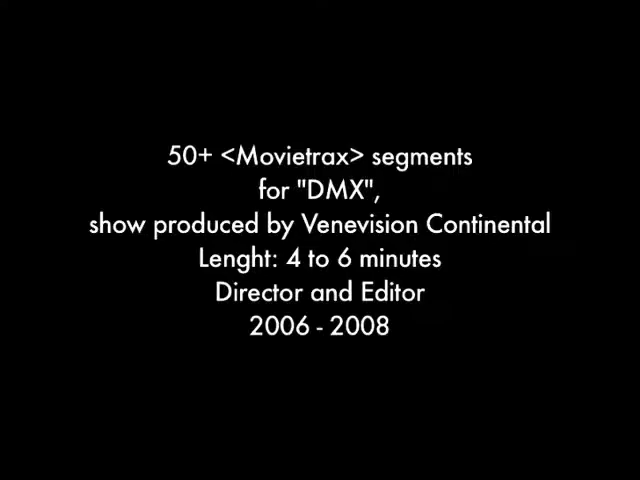 50+ <Movietrax> segments
for "DMX",
show produced by Venevision Continental
Lenght: 4 to 6 minutes
Director and Editor
2006 - 2008